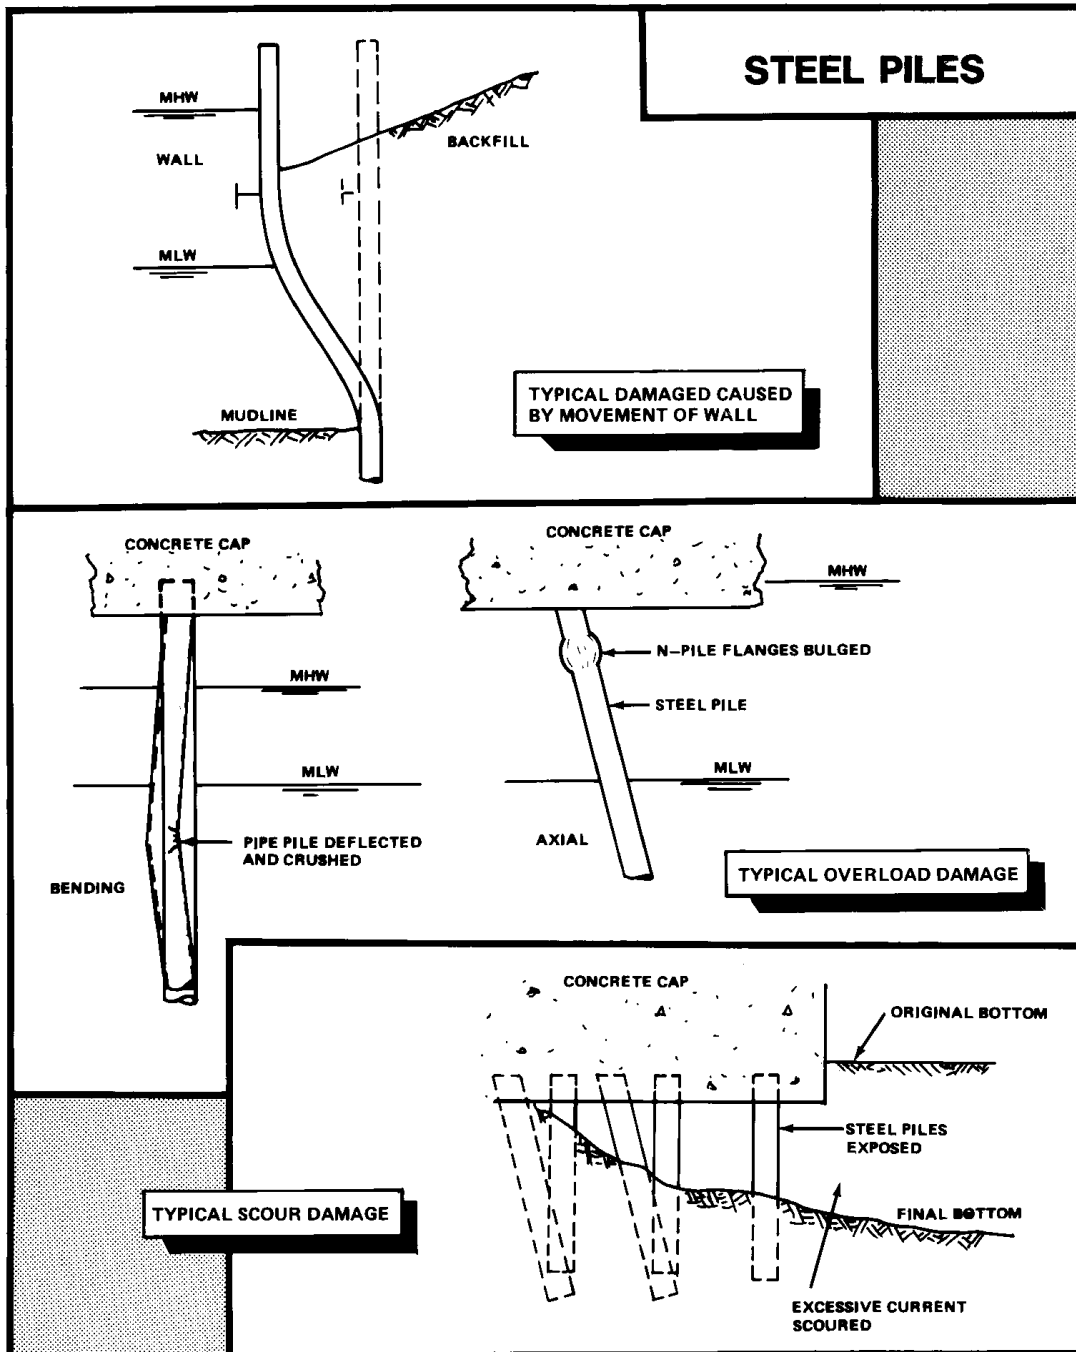 STEEL PILES
MHW
WALL
BACKFILL
MLW
MUDLINE
TYPICAL DAMAGED CAUSED
BY MOVEMENT OF WALL
CONCRETE CAP
MHW
MLW
PIPE PILE DEFLECTED
AND CRUSHED
BENDING
CONCRETE CAP
MHW
N-PILE FLANGES BULGED
STEEL PILE
MLW
AXIAL
TYPICAL OVERLOAD DAMAGE
CONCRETE CAP
ORIGINAL BOTTOM
STEEL PILES
EXPOSED
FINAL BOTTOM
EXCESSIVE CURRENT
SCOURED
TYPICAL SCOUR DAMAGE